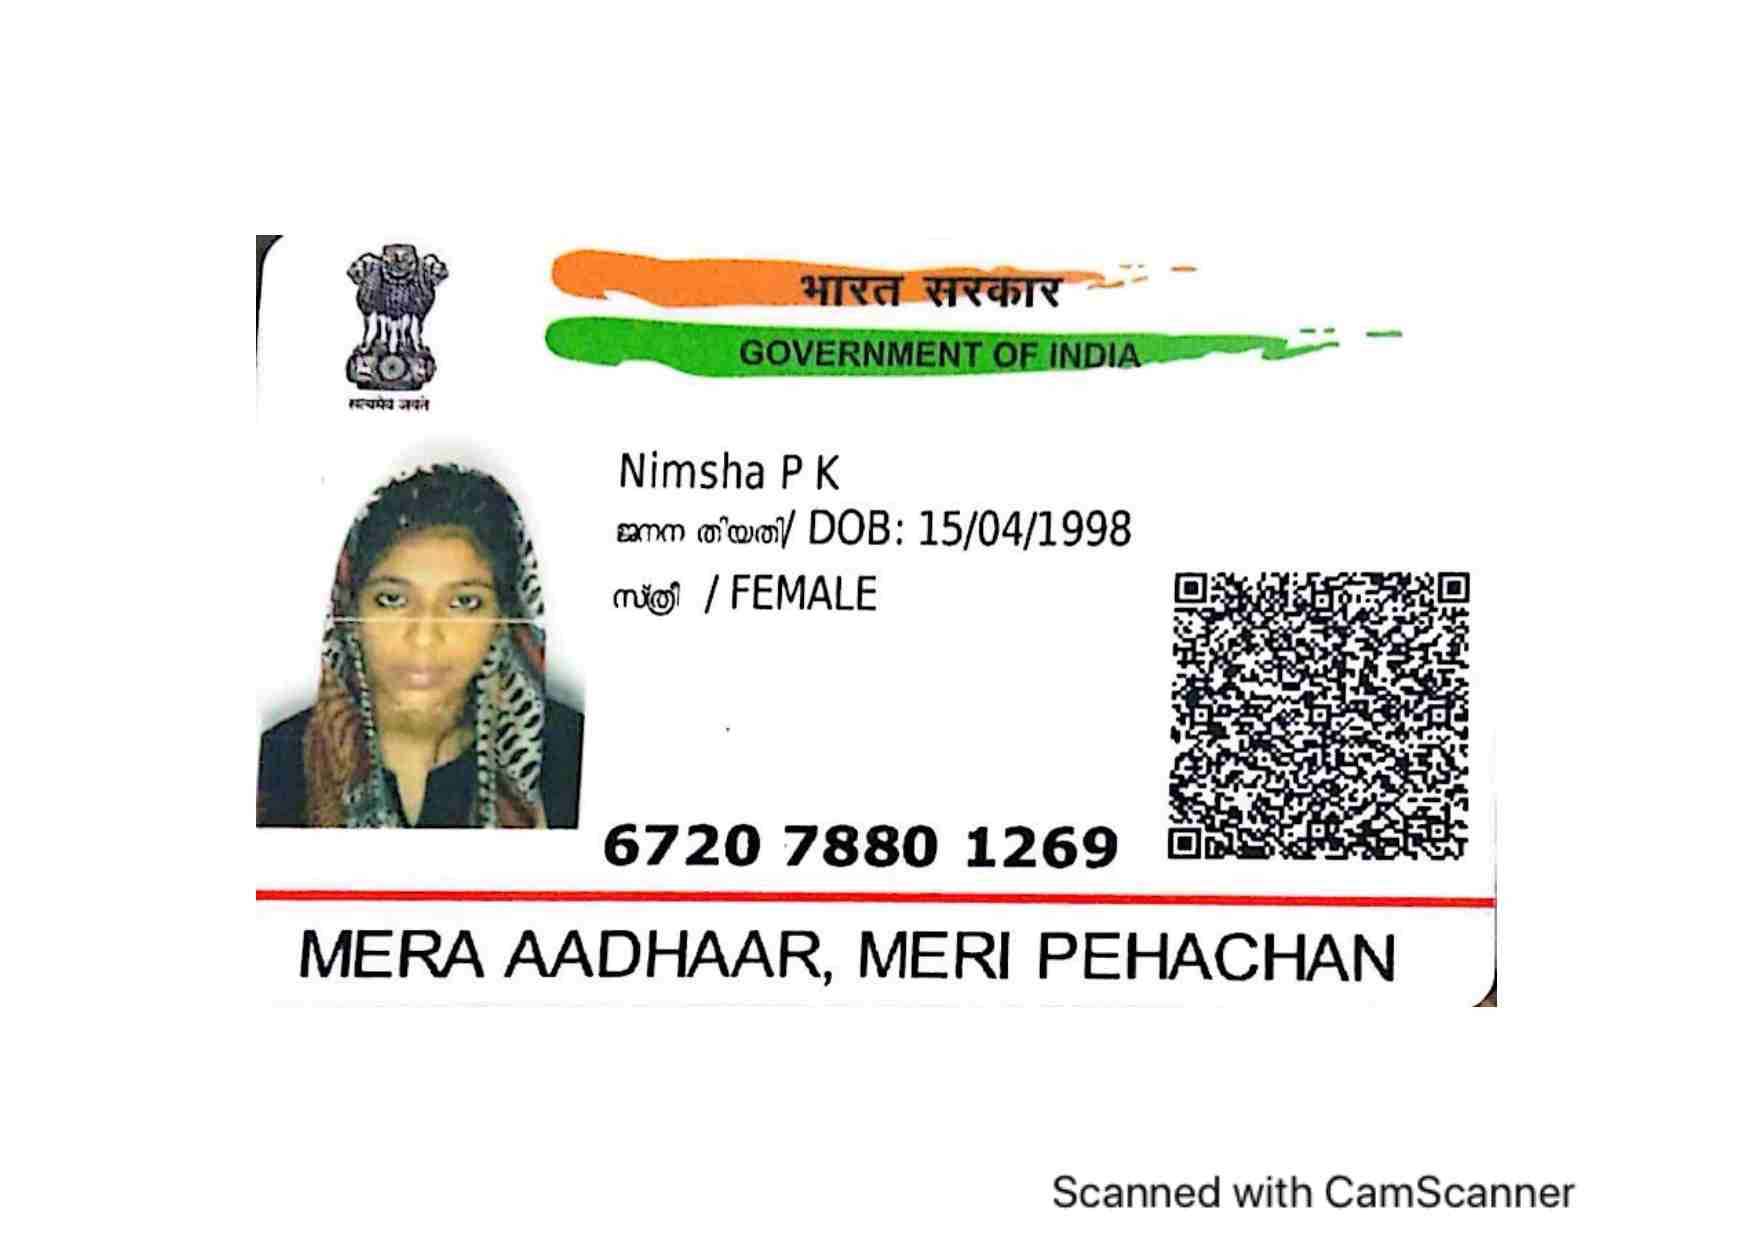 भारत सरकार
GOVERNMENT OF INDIA
सत्यमेव जयते
Nimsha P K
ജനന തിയതി/ DOB: 15/04/1998
സ്ത്രീ / FEMALE
6720 7880 1269
MERA AADHAAR, MERI PEHACHAN
Scanned with CamScanner